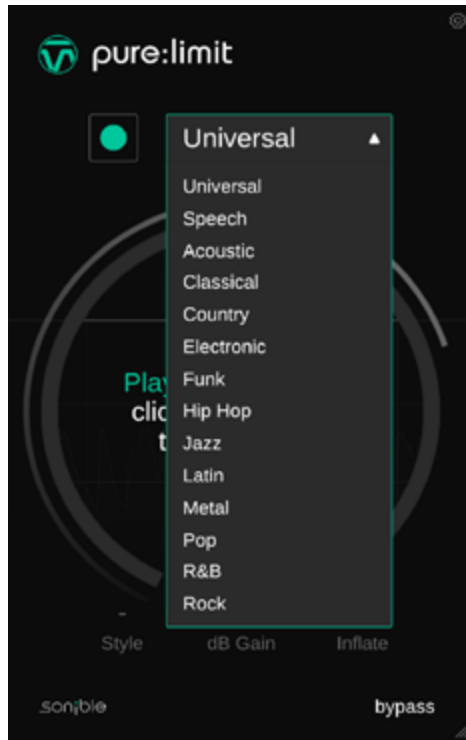 pure:limit
Universal
Universal
Speech
Acoustic
Classical
Country
Electronic
Funk
Hip Hop
Jazz
Latin
Metal
Pop
R&B
Rock
Style dB Gain Inflate
sonible bypass